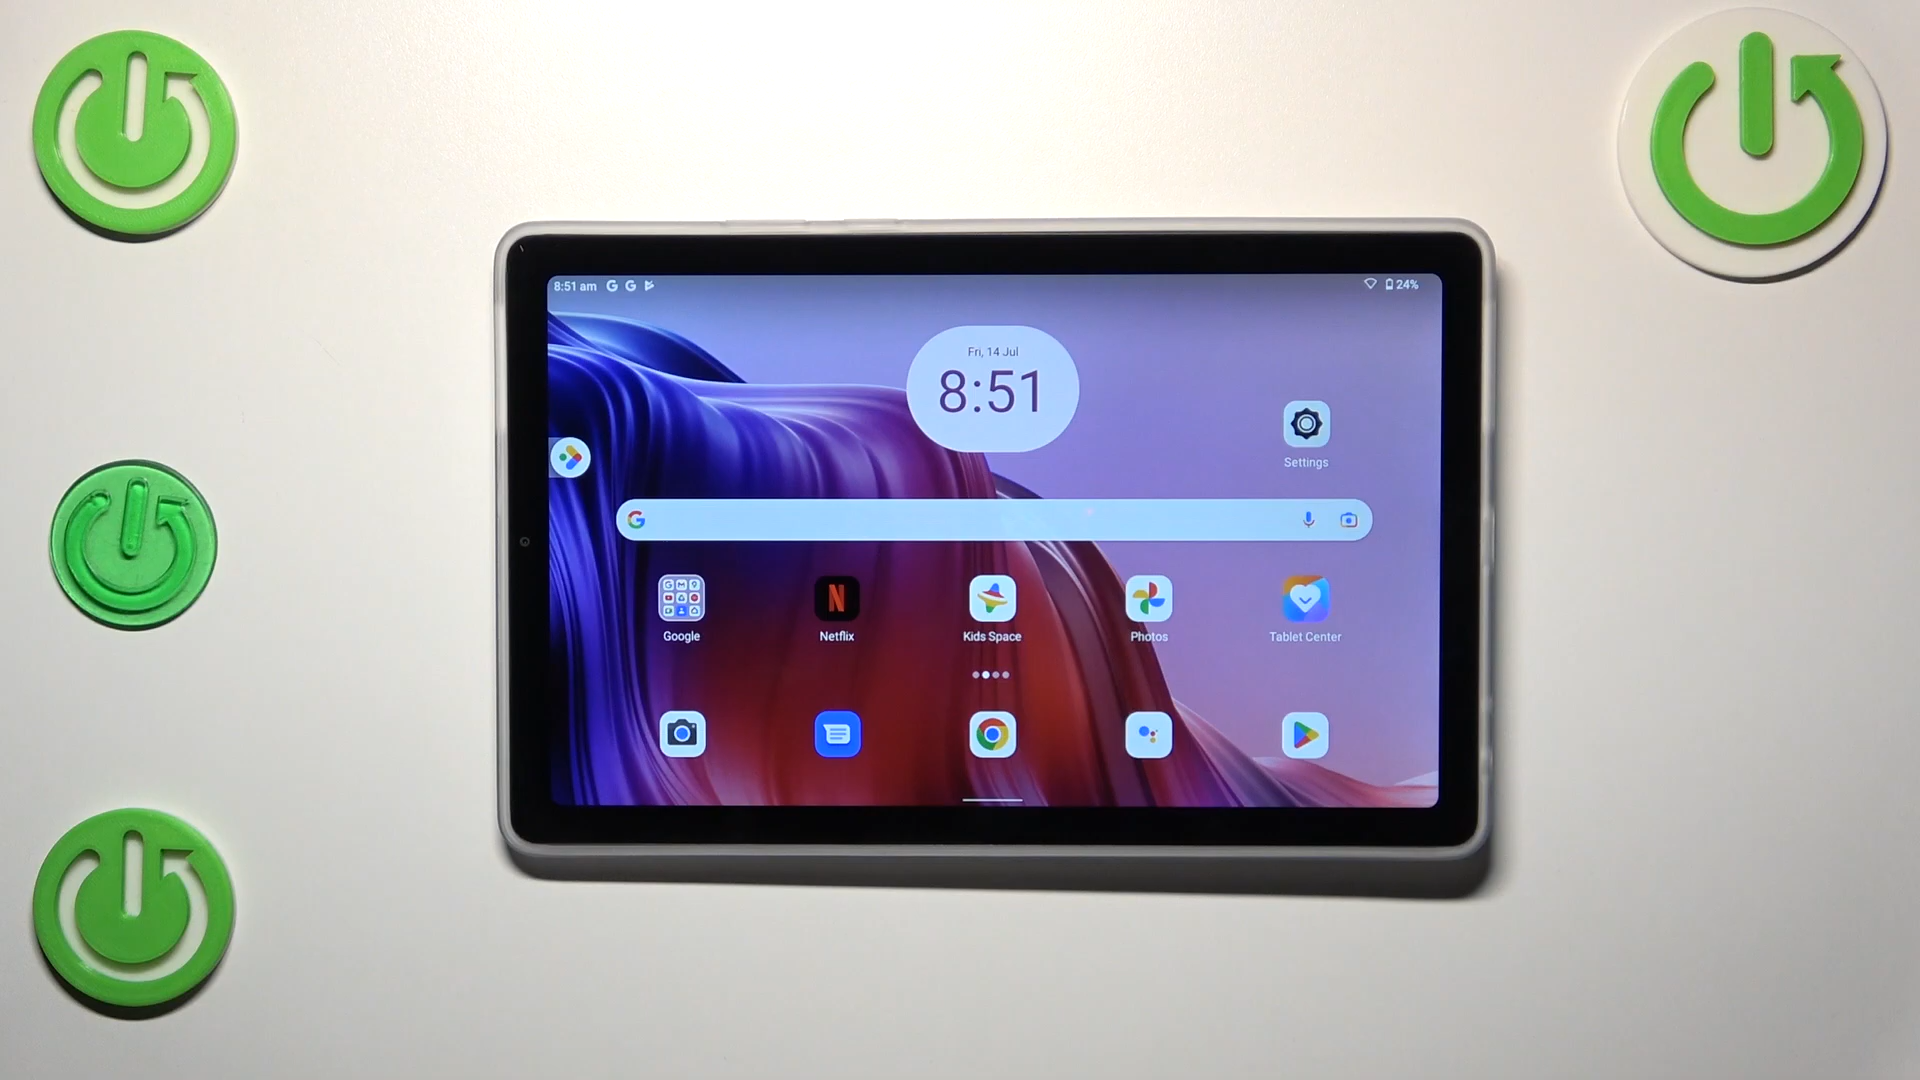 8:51 am
24%
Fri, 14 Jul
8:51
Settings
Google
Netflix
Kids Space
Photos
Tablet Center